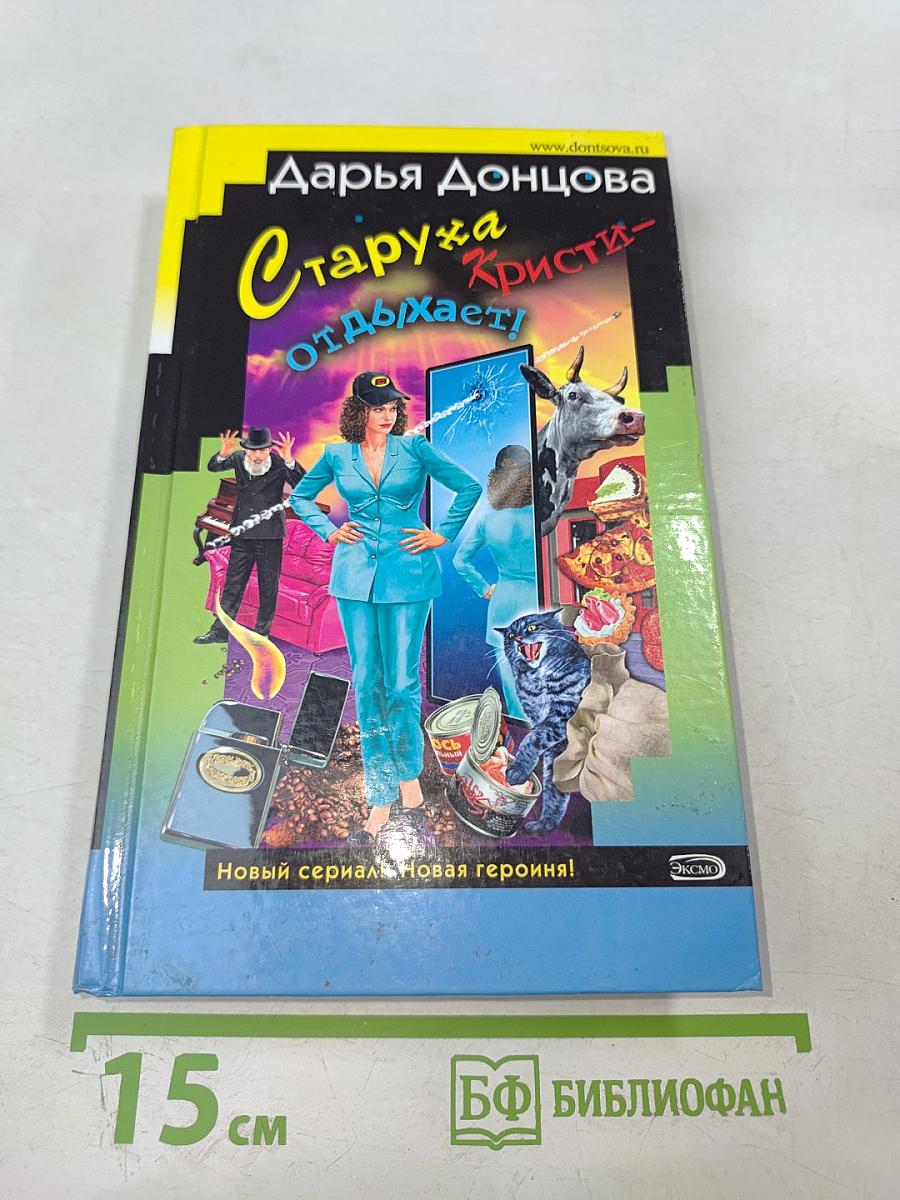 www.dontsova.ru
Дарья Донцова
Старуха
Кристи-
отдыхает!
Новый сериал! Новая героиня!
ЭКСМО
15 см
БФ БИБЛИОФАН